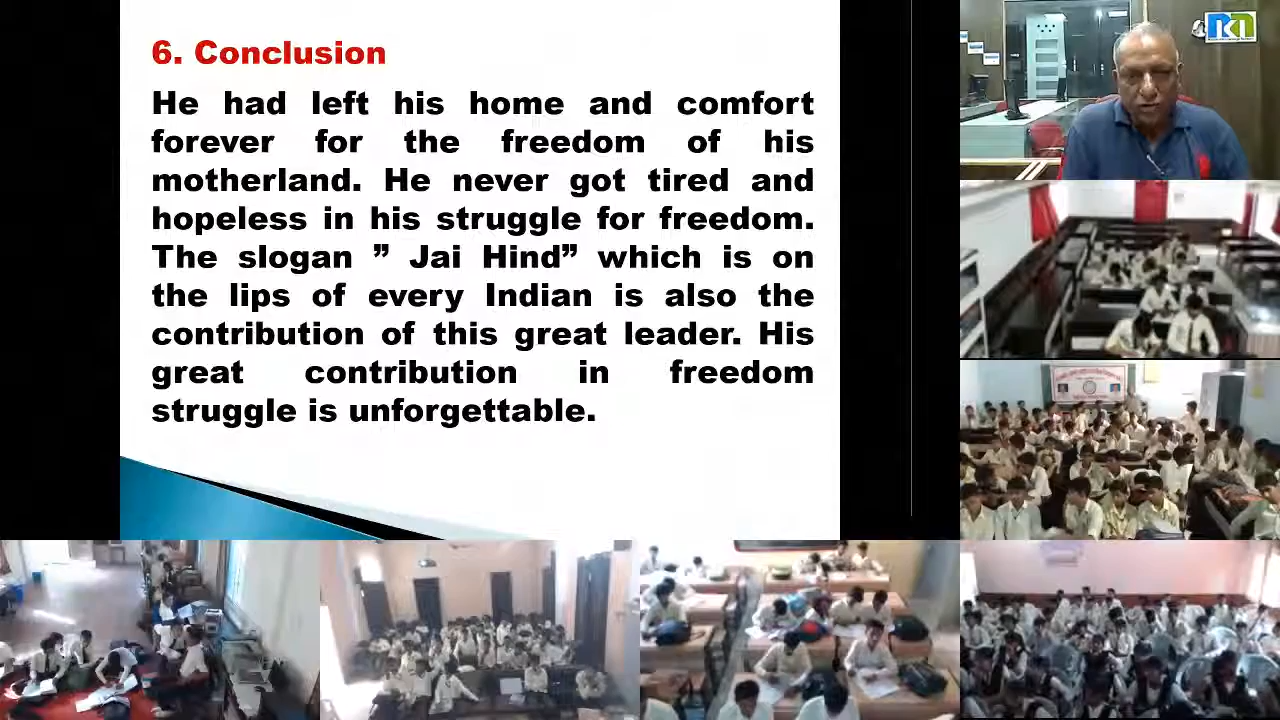 6. Conclusion
He had left his home and comfort
forever for the freedom of his
motherland. He never got tired and
hopeless in his struggle for freedom.
The slogan ” Jai Hind” which is on
the lips of every Indian is also the
contribution of this great leader. His
great contribution in freedom
struggle is unforgettable.